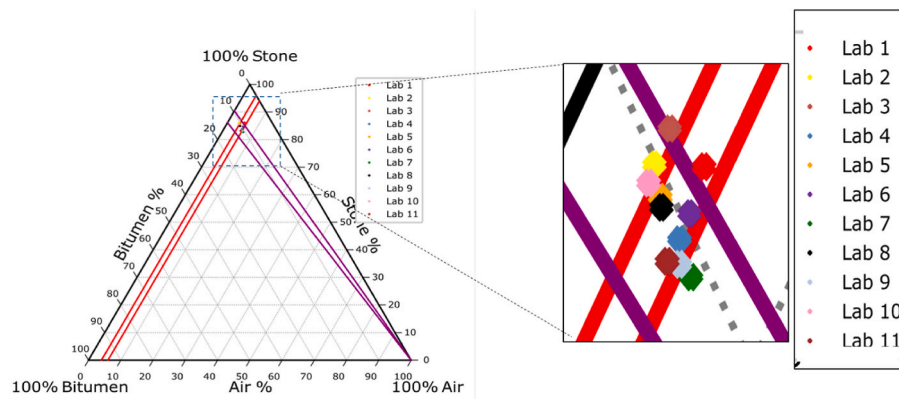 100% Stone
0
100
10
90
20
80
30
70
40
60
50
50
60
40
70
30
80
20
90
10
100
0
Bitumen %
Stone %
Lab 1
Lab 2
Lab 3
Lab 4
Lab 5
Lab 6
Lab 7
Lab 8
Lab 9
Lab 10
Lab 11
0 10 20 30 40 50 60 70 80 90 100
100% Bitumen Air % 100% Air
Lab 1
Lab 2
Lab 3
Lab 4
Lab 5
Lab 6
Lab 7
Lab 8
Lab 9
Lab 10
Lab 11